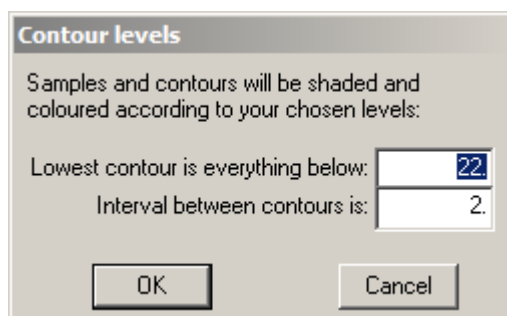 Contour levels
Samples and contours will be shaded and
coloured according to your chosen levels:
Lowest contour is everything below: 22.
Interval between contours is: 2.
OK Cancel